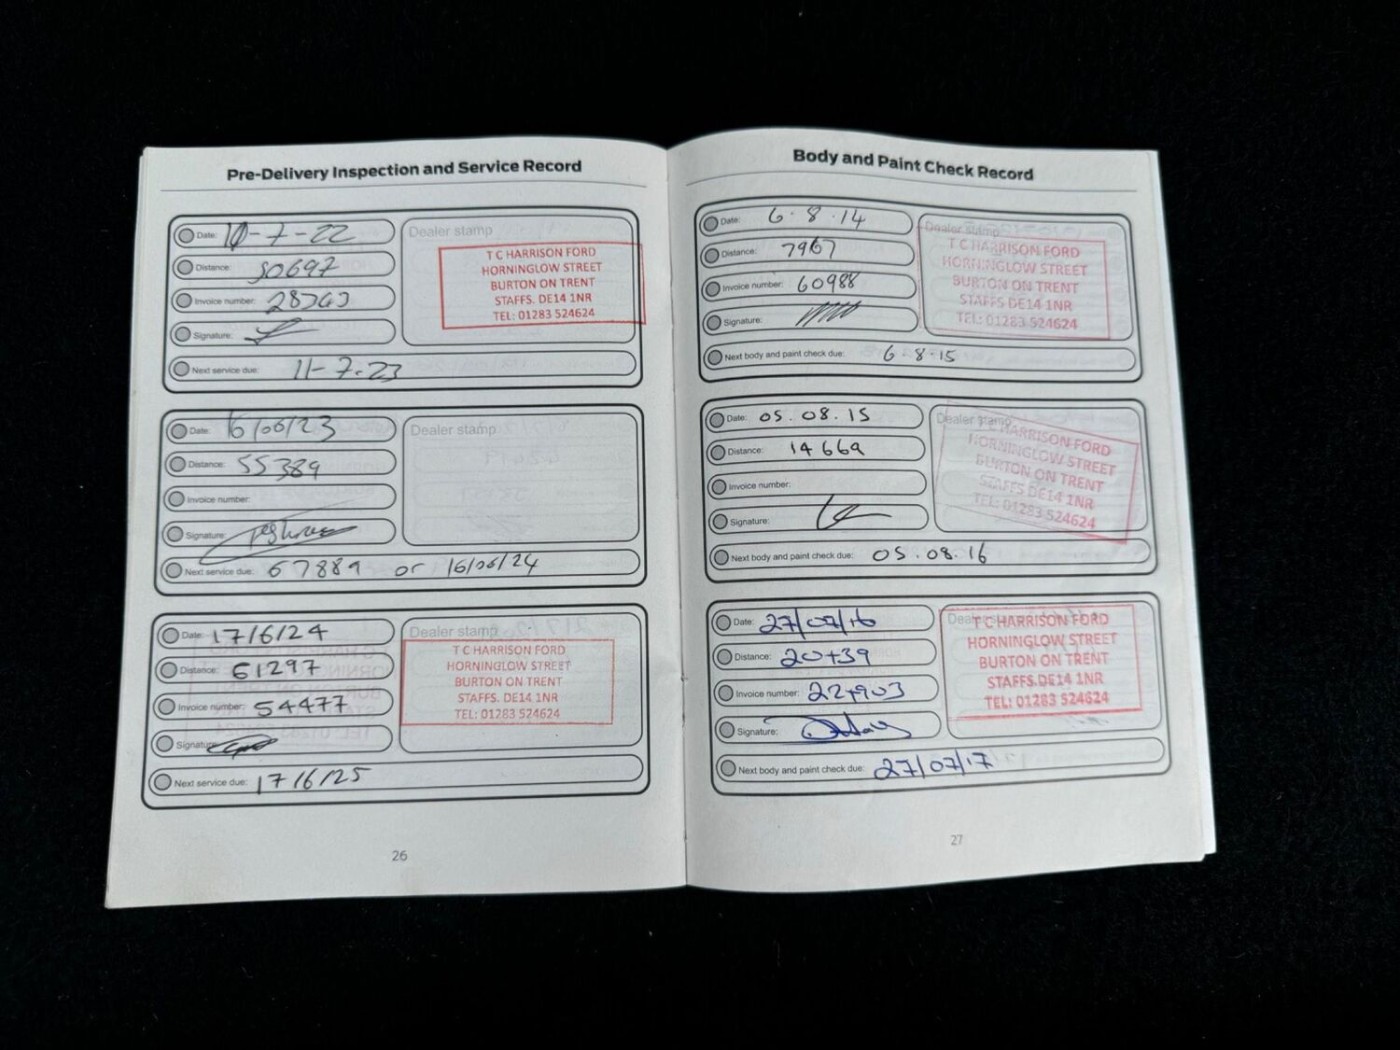 Pre-Delivery Inspection and Service Record
Date: 10-7-22
Distance: 50697
Invoice number:
Signature:
Next service due: 11-7-23
Dealer stamp
T C HARRISON FORD
HORNINGLOW STREET
BURTON ON TRENT
STAFFS. DE14 1NR
TEL: 01283 524624
Date: 16/06/23
Distance: 55389
Invoice number:
Signature:
Next service due: 67889 or 16/06/24
Dealer stamp
Date: 17/6/24
Distance: 61297
Invoice number: 54477
Signature:
Next service due: 17/6/25
Dealer stamp
T C HARRISON FORD
HORNINGLOW STREET
BURTON ON TRENT
STAFFS. DE14 1NR
TEL: 01283 524624
26
Body and Paint Check Record
Date: 6.8.14
Distance: 7967
Invoice number: 60988
Signature:
Next body and paint check due: 6.8.15
Dealer stamp
T C HARRISON FORD
HORNINGLOW STREET
BURTON ON TRENT
STAFFS DE14 1NR
TEL: 01283 524624
Date: 05.08.15
Distance: 14669
Invoice number:
Signature:
Next body and paint check due: 05.08.16
Dealer stamp
T C HARRISON FORD
HORNINGLOW STREET
BURTON ON TRENT
STAFFS DE14 1NR
TEL: 01283 524624
Date: 27/07/16
Distance: 20739
Invoice number: 227903
Signature:
Next body and paint check due: 27/07/17
T C HARRISON FORD
HORNINGLOW STREET
BURTON ON TRENT
STAFFS.DE14 1NR
TEL: 01283 524624
27